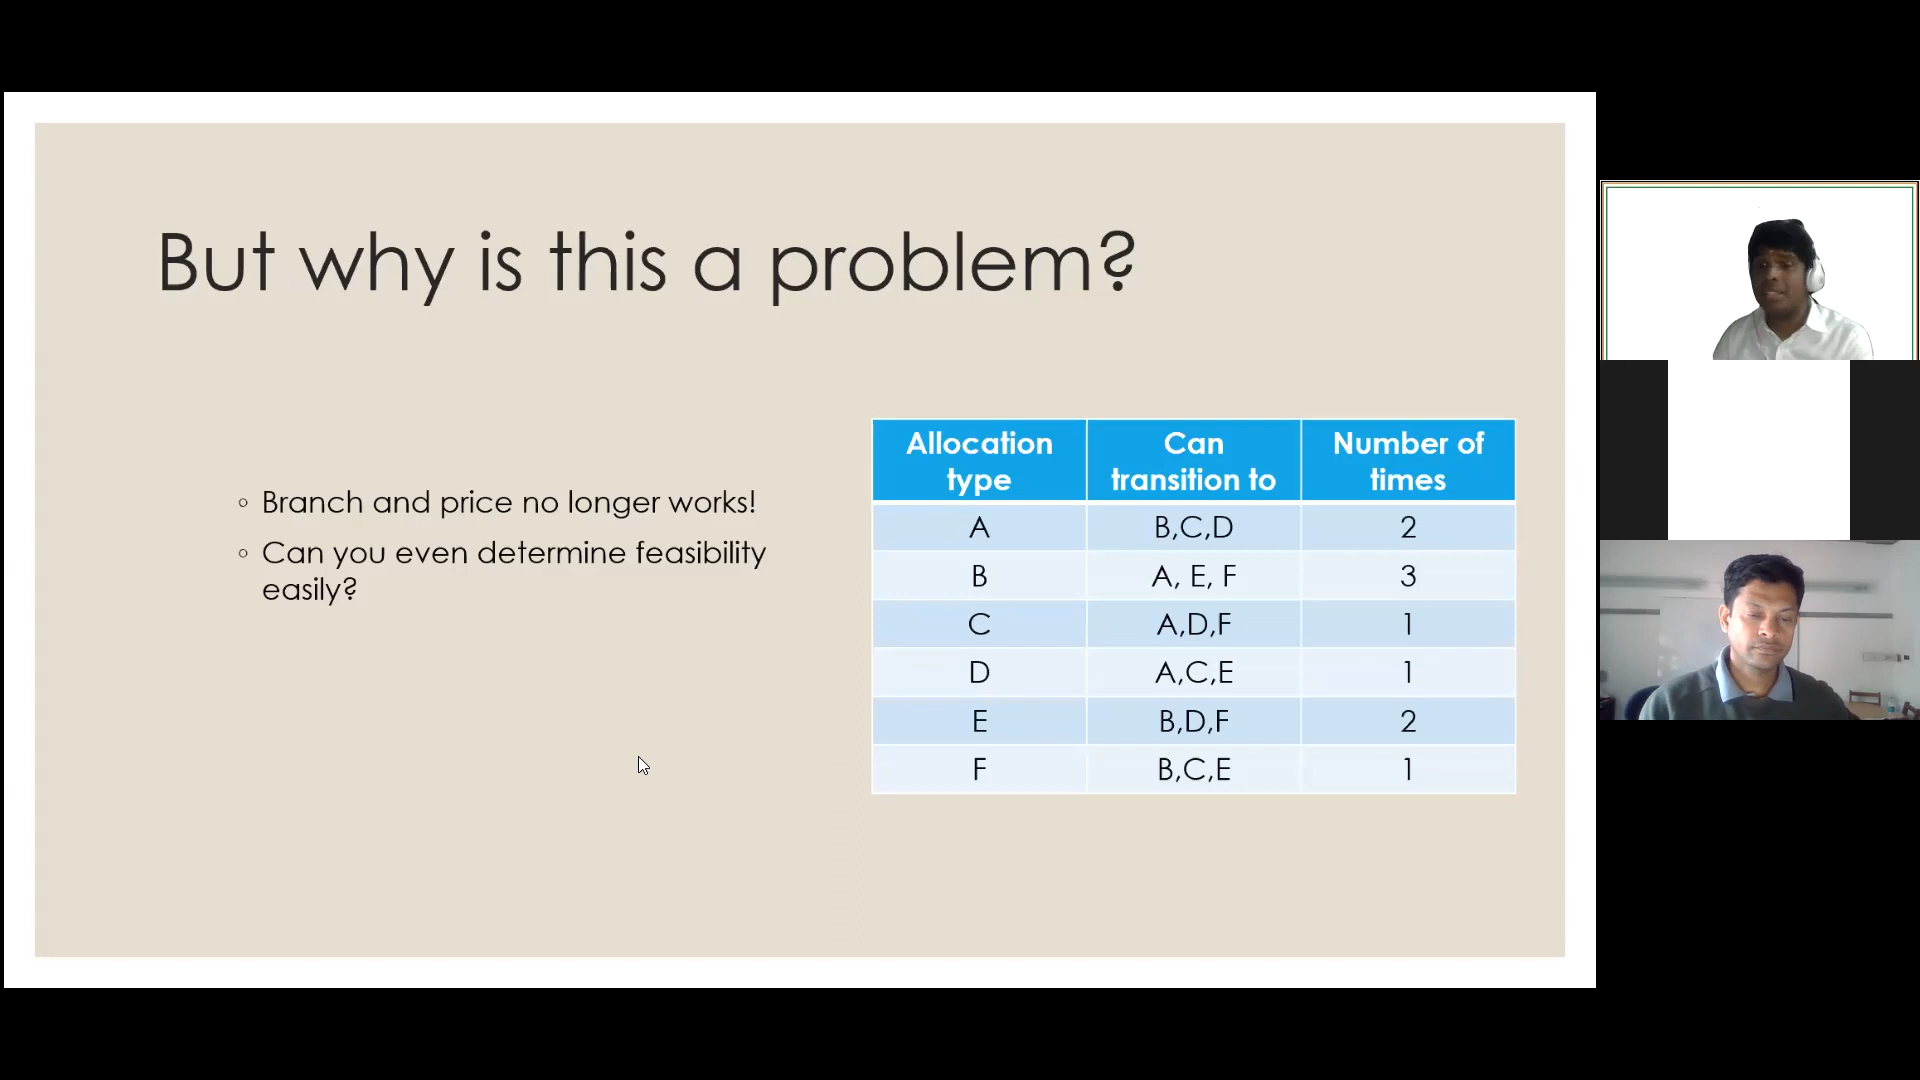 But why is this a problem?
◦ Branch and price no longer works!
◦ Can you even determine feasibility
easily?
Allocation type | Can transition to | Number of times
A | B,C,D | 2
B | A, E, F | 3
C | A,D,F | 1
D | A,C,E | 1
E | B,D,F | 2
F | B,C,E | 1